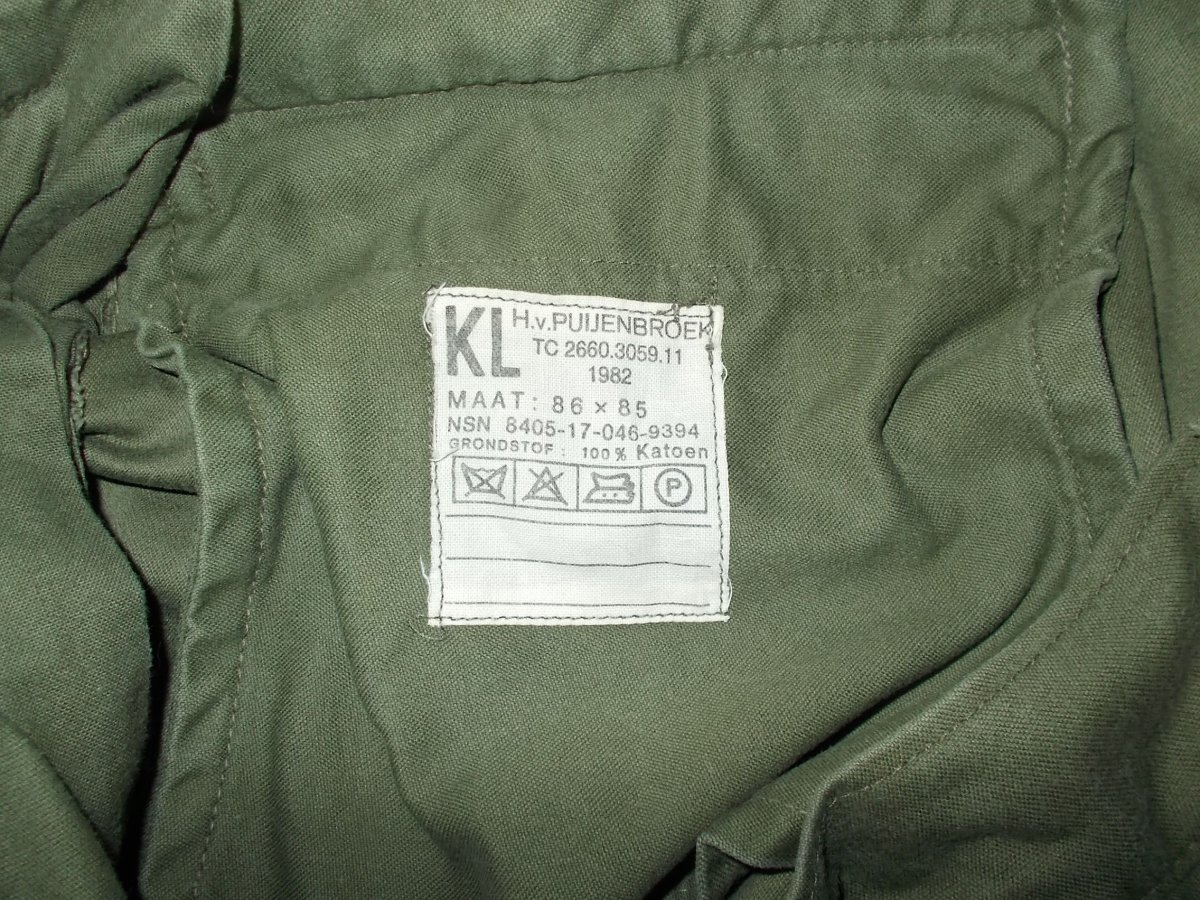 KL H.v.PUIJENBROEK
TC 2660.3059.11
1982
MAAT: 86 x 85
NSN 8405-17-046-9394
GRONDSTOF: 100% Katoen
P